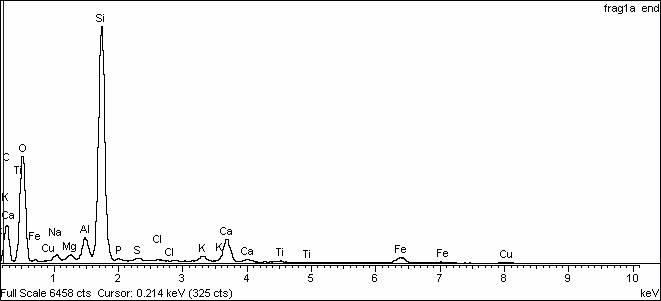 frag1a end
Si
C
O
Ti
K
Ca
Fe
Cu
Na
Mg
Al
P
S
Cl
Cl
K
K
Ca
Ca
Ti
Ti
Fe
Fe
Cu
1 2 3 4 5 6 7 8 9 10
Full Scale 6458 cts Cursor: 0.214 keV (325 cts) keV